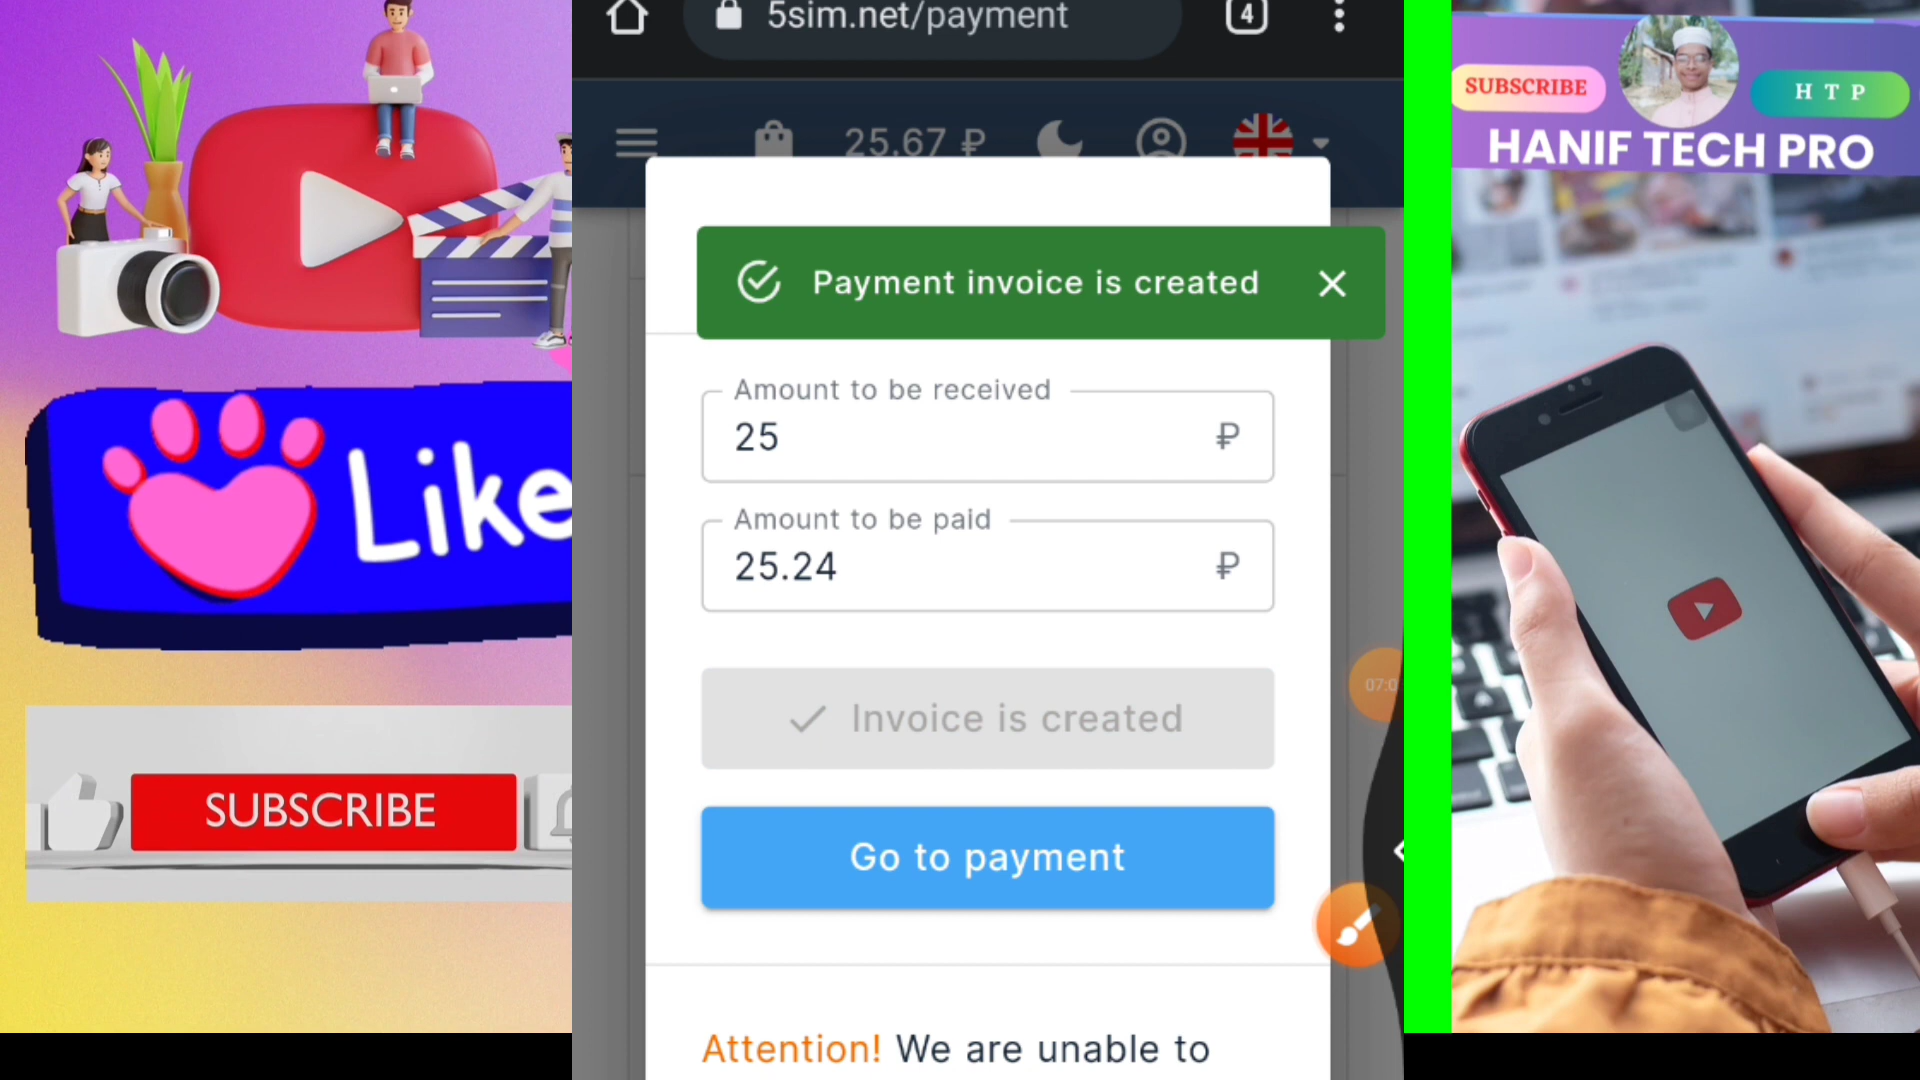 5sim.net/payment
4
25.67 ₽
Payment invoice is created
Amount to be received
25 ₽
Amount to be paid
25.24 ₽
Invoice is created
Go to payment
Attention! We are unable to
Like
SUBSCRIBE
SUBSCRIBE
H T P
HANIF TECH PRO